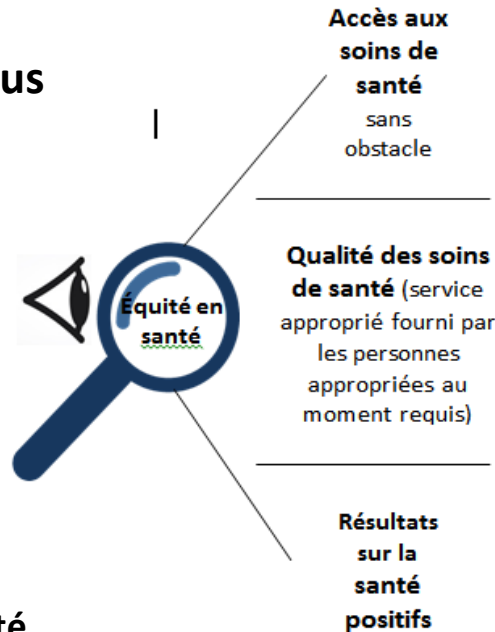 us
|
Accès aux
soins de
santé
sans
obstacle
Qualité des soins
de santé (service
approprié fourni par
les personnes
appropriées au
moment requis)
Équité en
santé
Résultats
sur la
santé
positifs
té